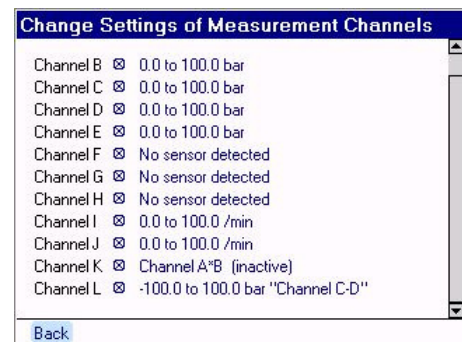 Change Settings of Measurement Channels
Channel B ⊠ 0.0 to 100.0 bar
Channel C ⊠ 0.0 to 100.0 bar
Channel D ⊠ 0.0 to 100.0 bar
Channel E ⊠ 0.0 to 100.0 bar
Channel F ⊠ No sensor detected
Channel G ⊠ No sensor detected
Channel H ⊠ No sensor detected
Channel I ⊠ 0.0 to 100.0 /min
Channel J ⊠ 0.0 to 100.0 /min
Channel K ⊠ Channel A*B (inactive)
Channel L ⊠ -100.0 to 100.0 bar "Channel C-D"
Back